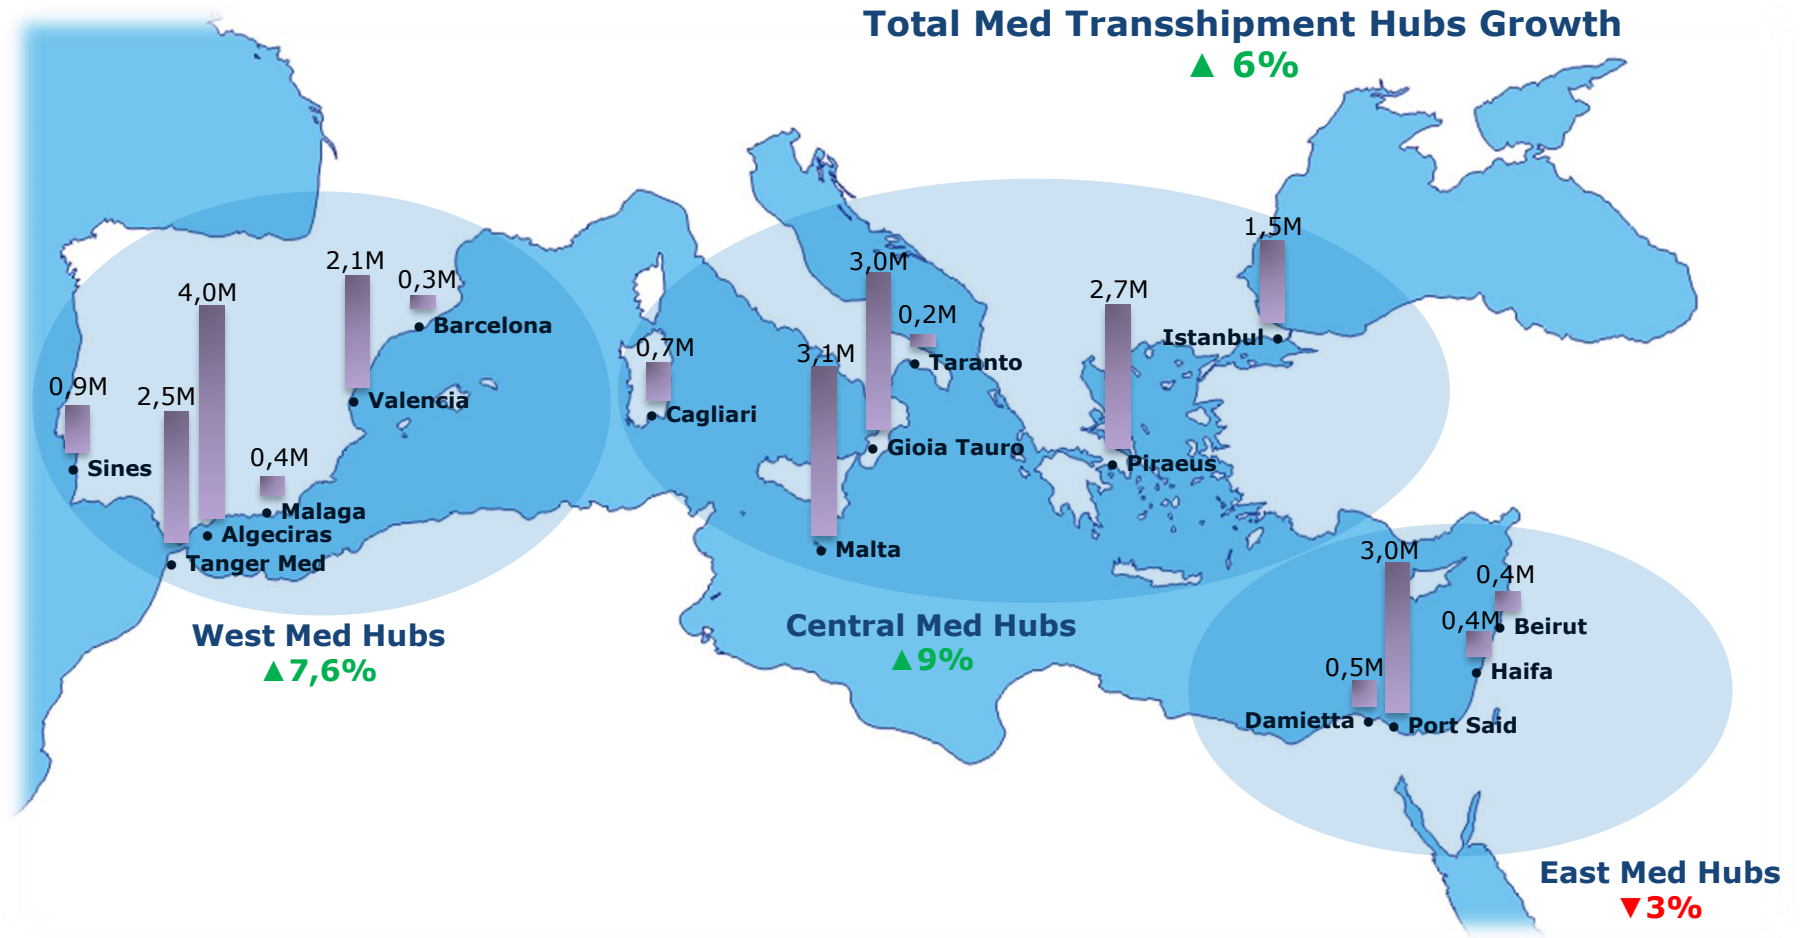 Total Med Transshipment Hubs Growth
▲ 6%
0,9M
Sines
2,5M
Tanger Med
4,0M
Algeciras
0,4M
Malaga
2,1M
Valencia
0,3M
Barcelona
West Med Hubs
▲7,6%
0,7M
Cagliari
3,1M
Malta
3,0M
Gioia Tauro
0,2M
Taranto
2,7M
Piraeus
1,5M
Istanbul
Central Med Hubs
▲9%
0,5M
Damietta
3,0M
Port Said
0,4M
Haifa
0,4M
Beirut
East Med Hubs
▼3%